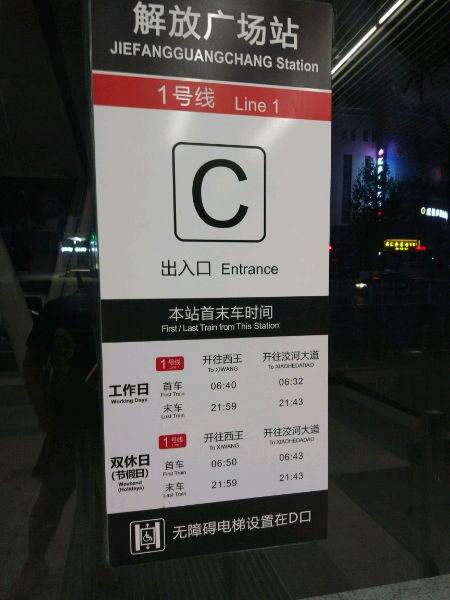 解放广场站
JIEFANGGUANGCHANG Station
1号线 Line 1
C
出入口 Entrance
本站首末车时间
First / Last Train from This Station
1号线 Line 1 开往西王 开往洨河大道
To XIWANG To XIAOHEDADAO
工作日 首车 06:40 06:32
Working Days First Train
末车 21:59 21:43
Last Train
1号线 Line 1 开往西王 开往洨河大道
To XIWANG To XIAOHEDADAO
双休日 首车 06:50 06:43
(节假日) First Train
Weekend
(Holidays)
末车 21:59 21:43
Last Train
无障碍电梯设置在D口